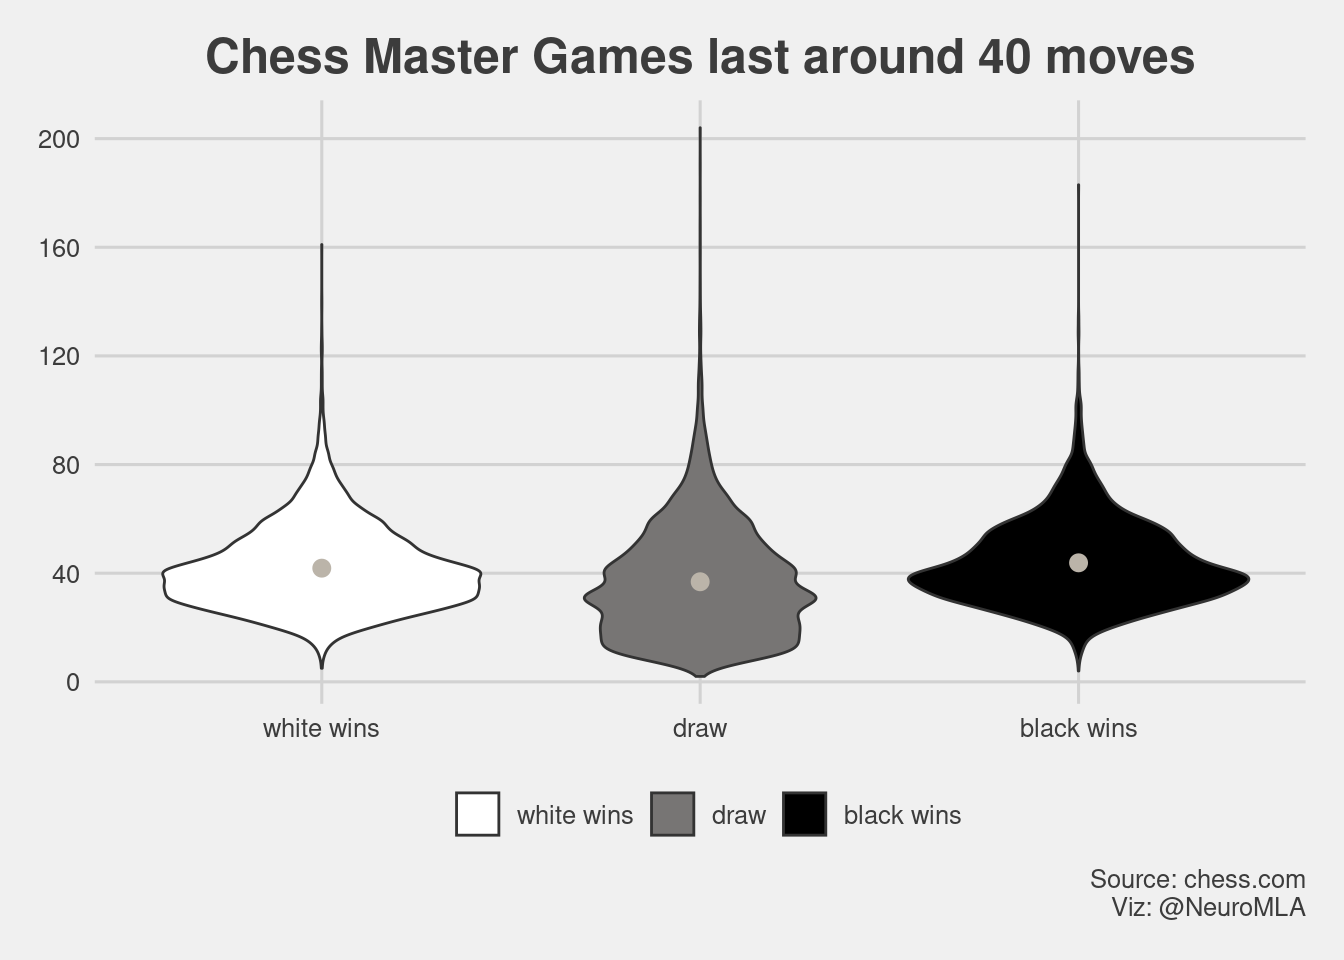 Chess Master Games last around 40 moves
200
160
120
80
40
0
white wins draw black wins
white wins draw black wins
Source: chess.com
Viz: @NeuroMLA